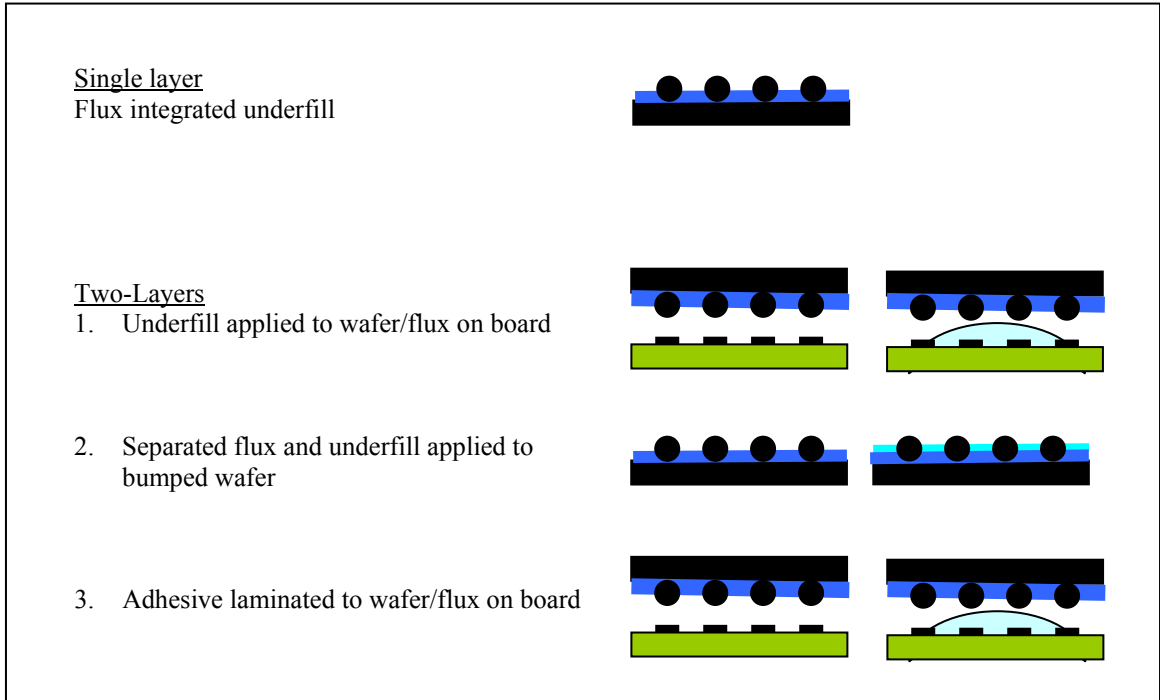 Single layer
Flux integrated underfill
Two-Layers
1. Underfill applied to wafer/flux on board
2. Separated flux and underfill applied to
bumped wafer
3. Adhesive laminated to wafer/flux on board